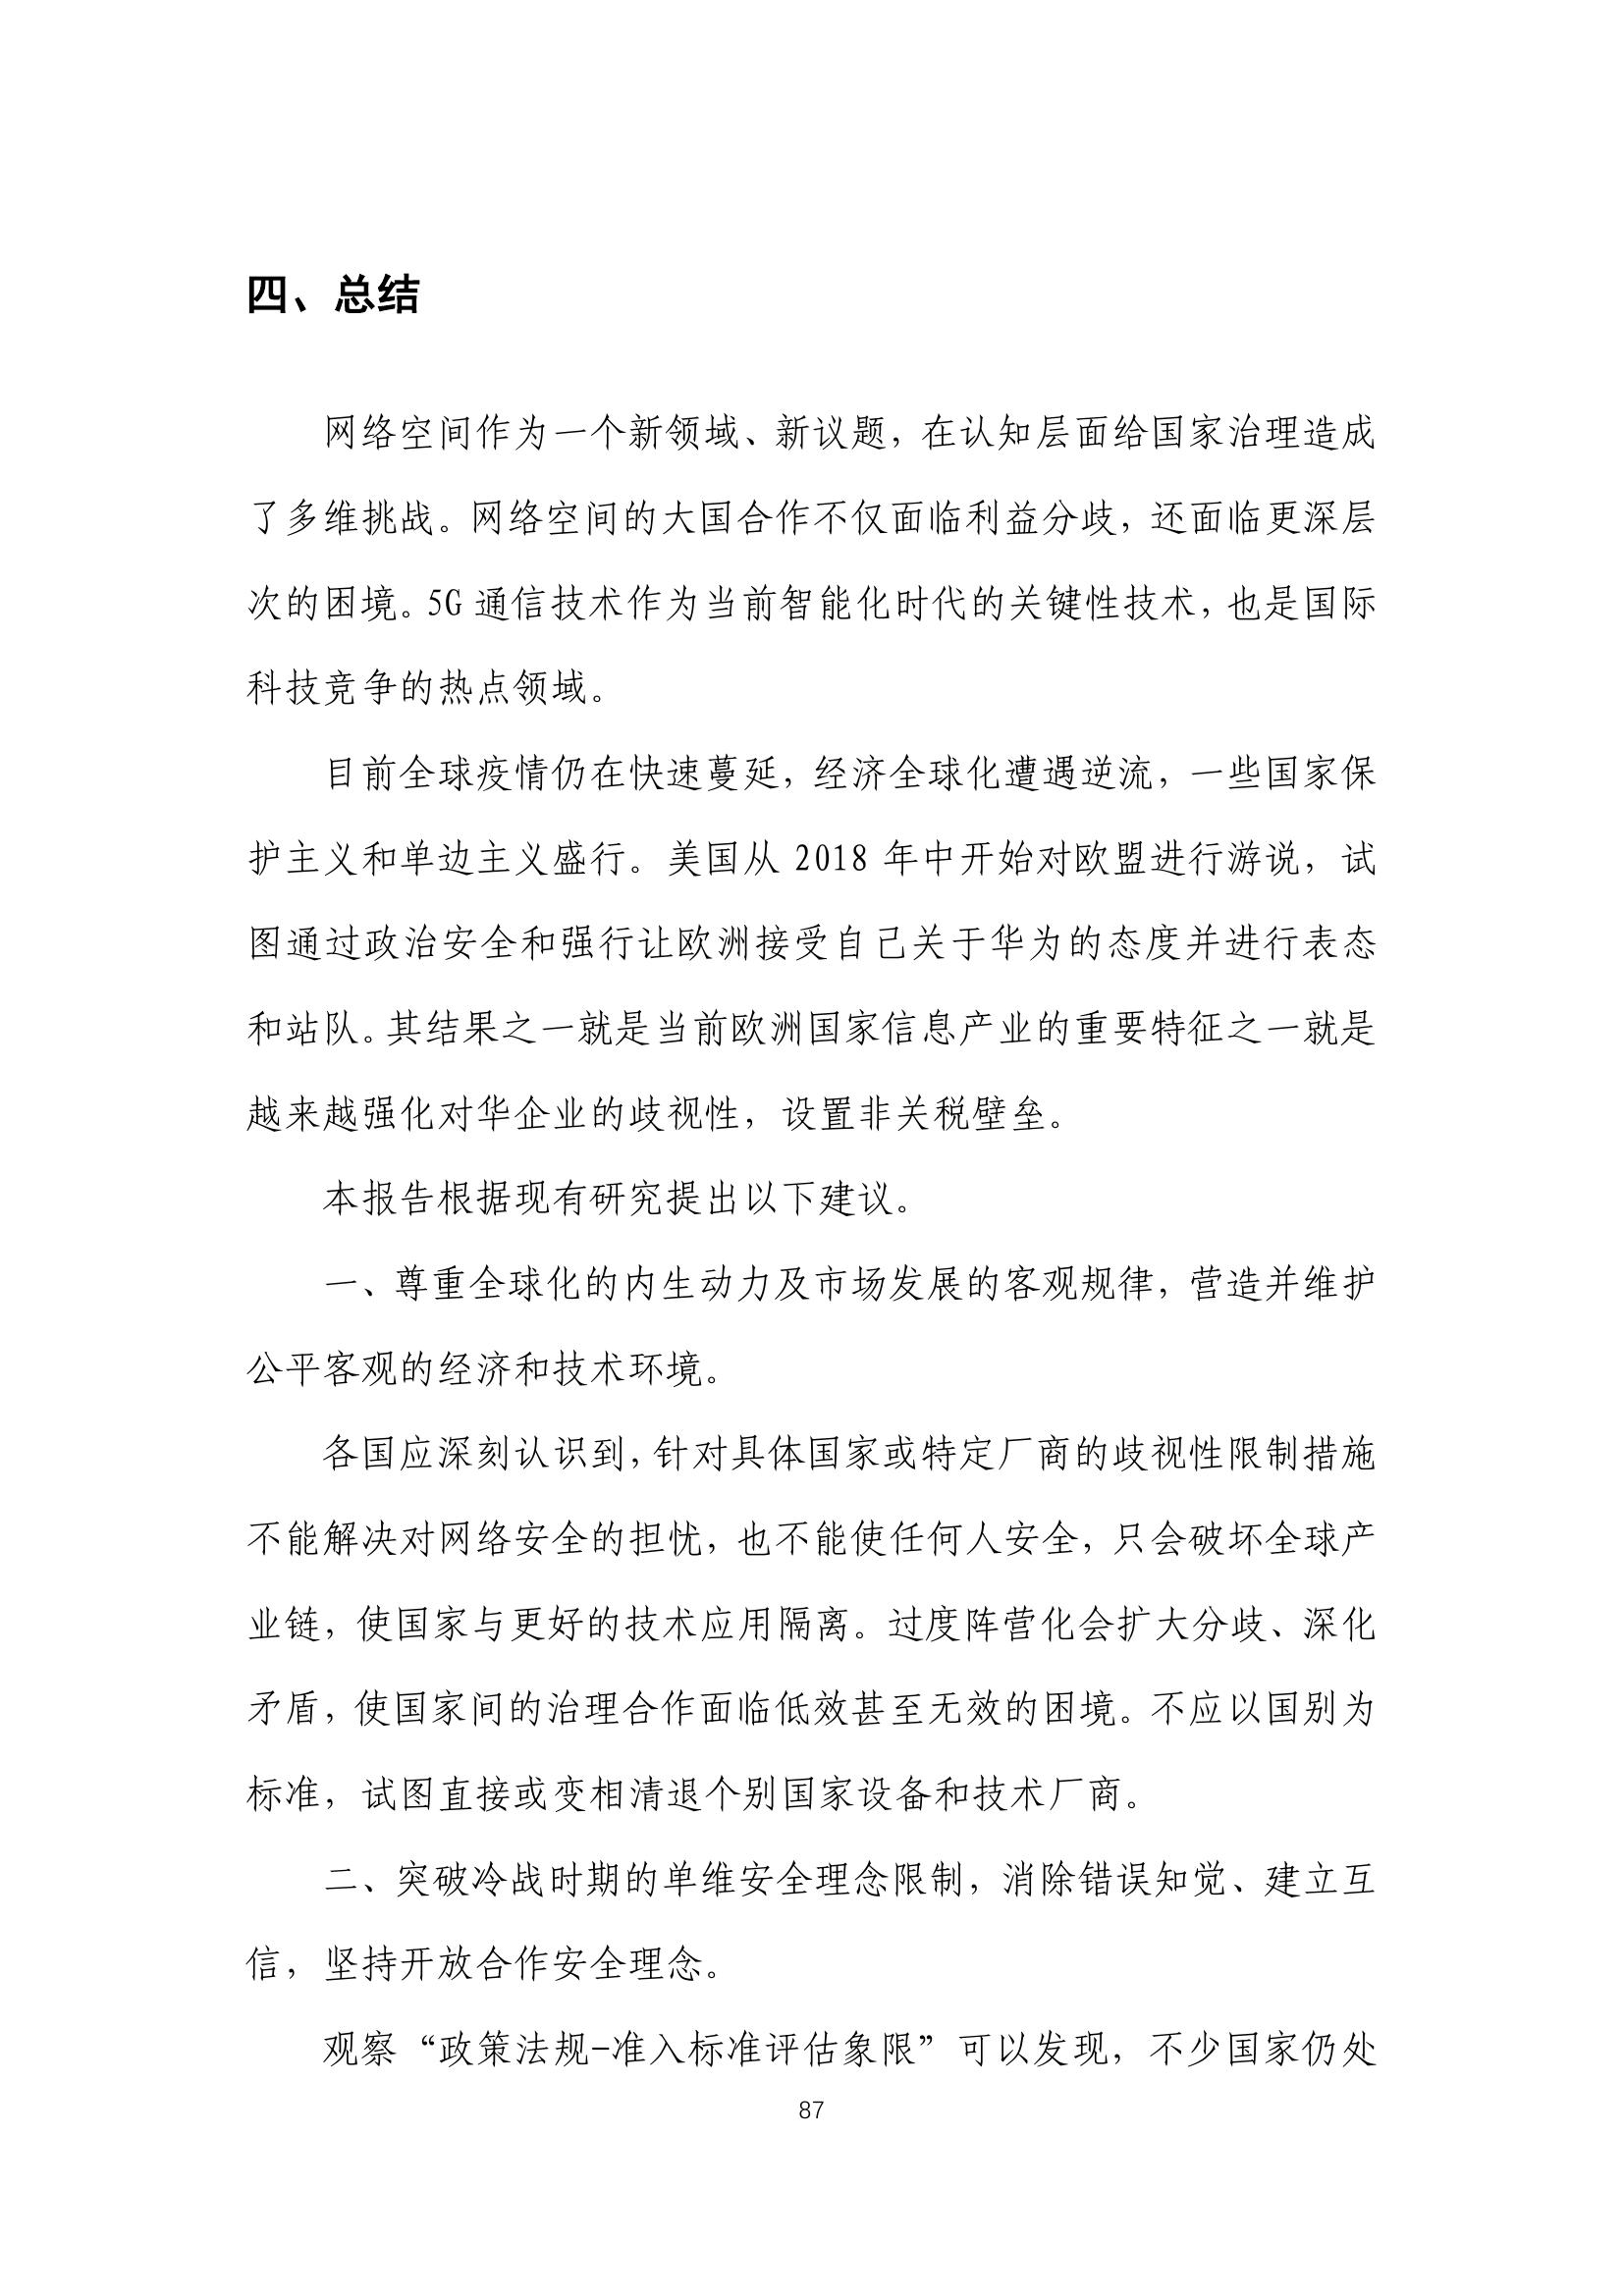 四、总结
网络空间作为一个新领域、新议题，在认知层面给国家治理造成
了多维挑战。网络空间的大国合作不仅面临利益分歧，还面临更深层
次的困境。5G 通信技术作为当前智能化时代的关键性技术，也是国际
科技竞争的热点领域。
目前全球疫情仍在快速蔓延，经济全球化遭遇逆流，一些国家保
护主义和单边主义盛行。美国从 2018 年中开始对欧盟进行游说，试
图通过政治安全和强行让欧洲接受自己关于华为的态度并进行表态
和站队。其结果之一就是当前欧洲国家信息产业的重要特征之一就是
越来越强化对华企业的歧视性，设置非关税壁垒。
本报告根据现有研究提出以下建议。
一、尊重全球化的内生动力及市场发展的客观规律，营造并维护
公平客观的经济和技术环境。
各国应深刻认识到，针对具体国家或特定厂商的歧视性限制措施
不能解决对网络安全的担忧，也不能使任何人安全，只会破坏全球产
业链，使国家与更好的技术应用隔离。过度阵营化会扩大分歧、深化
矛盾，使国家间的治理合作面临低效甚至无效的困境。不应以国别为
标准，试图直接或变相清退个别国家设备和技术厂商。
二、突破冷战时期的单维安全理念限制，消除错误知觉、建立互
信，坚持开放合作安全理念。
观察“政策法规-准入标准评估象限”可以发现，不少国家仍处
87